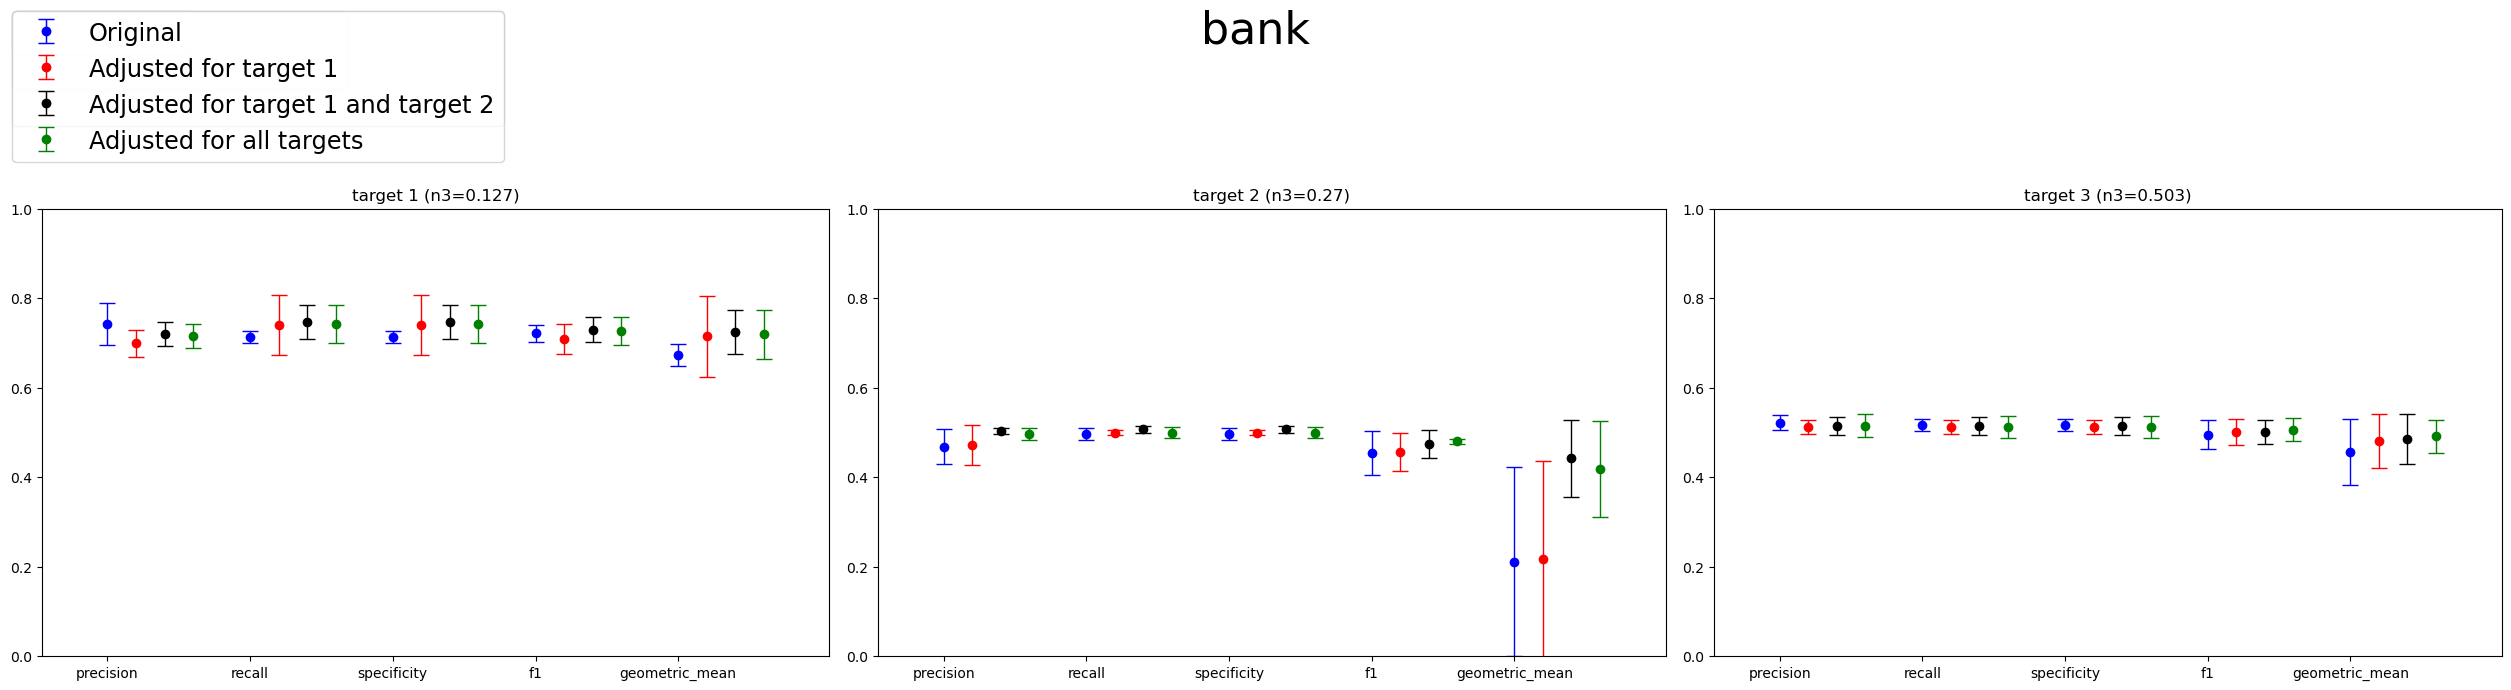 bank
Original
Adjusted for target 1
Adjusted for target 1 and target 2
Adjusted for all targets
target 1 (n3=0.127)
1.0
0.8
0.6
0.4
0.2
0.0
precision recall specificity f1 geometric_mean
target 2 (n3=0.27)
1.0
0.8
0.6
0.4
0.2
0.0
precision recall specificity f1 geometric_mean
target 3 (n3=0.503)
1.0
0.8
0.6
0.4
0.2
0.0
precision recall specificity f1 geometric_mean